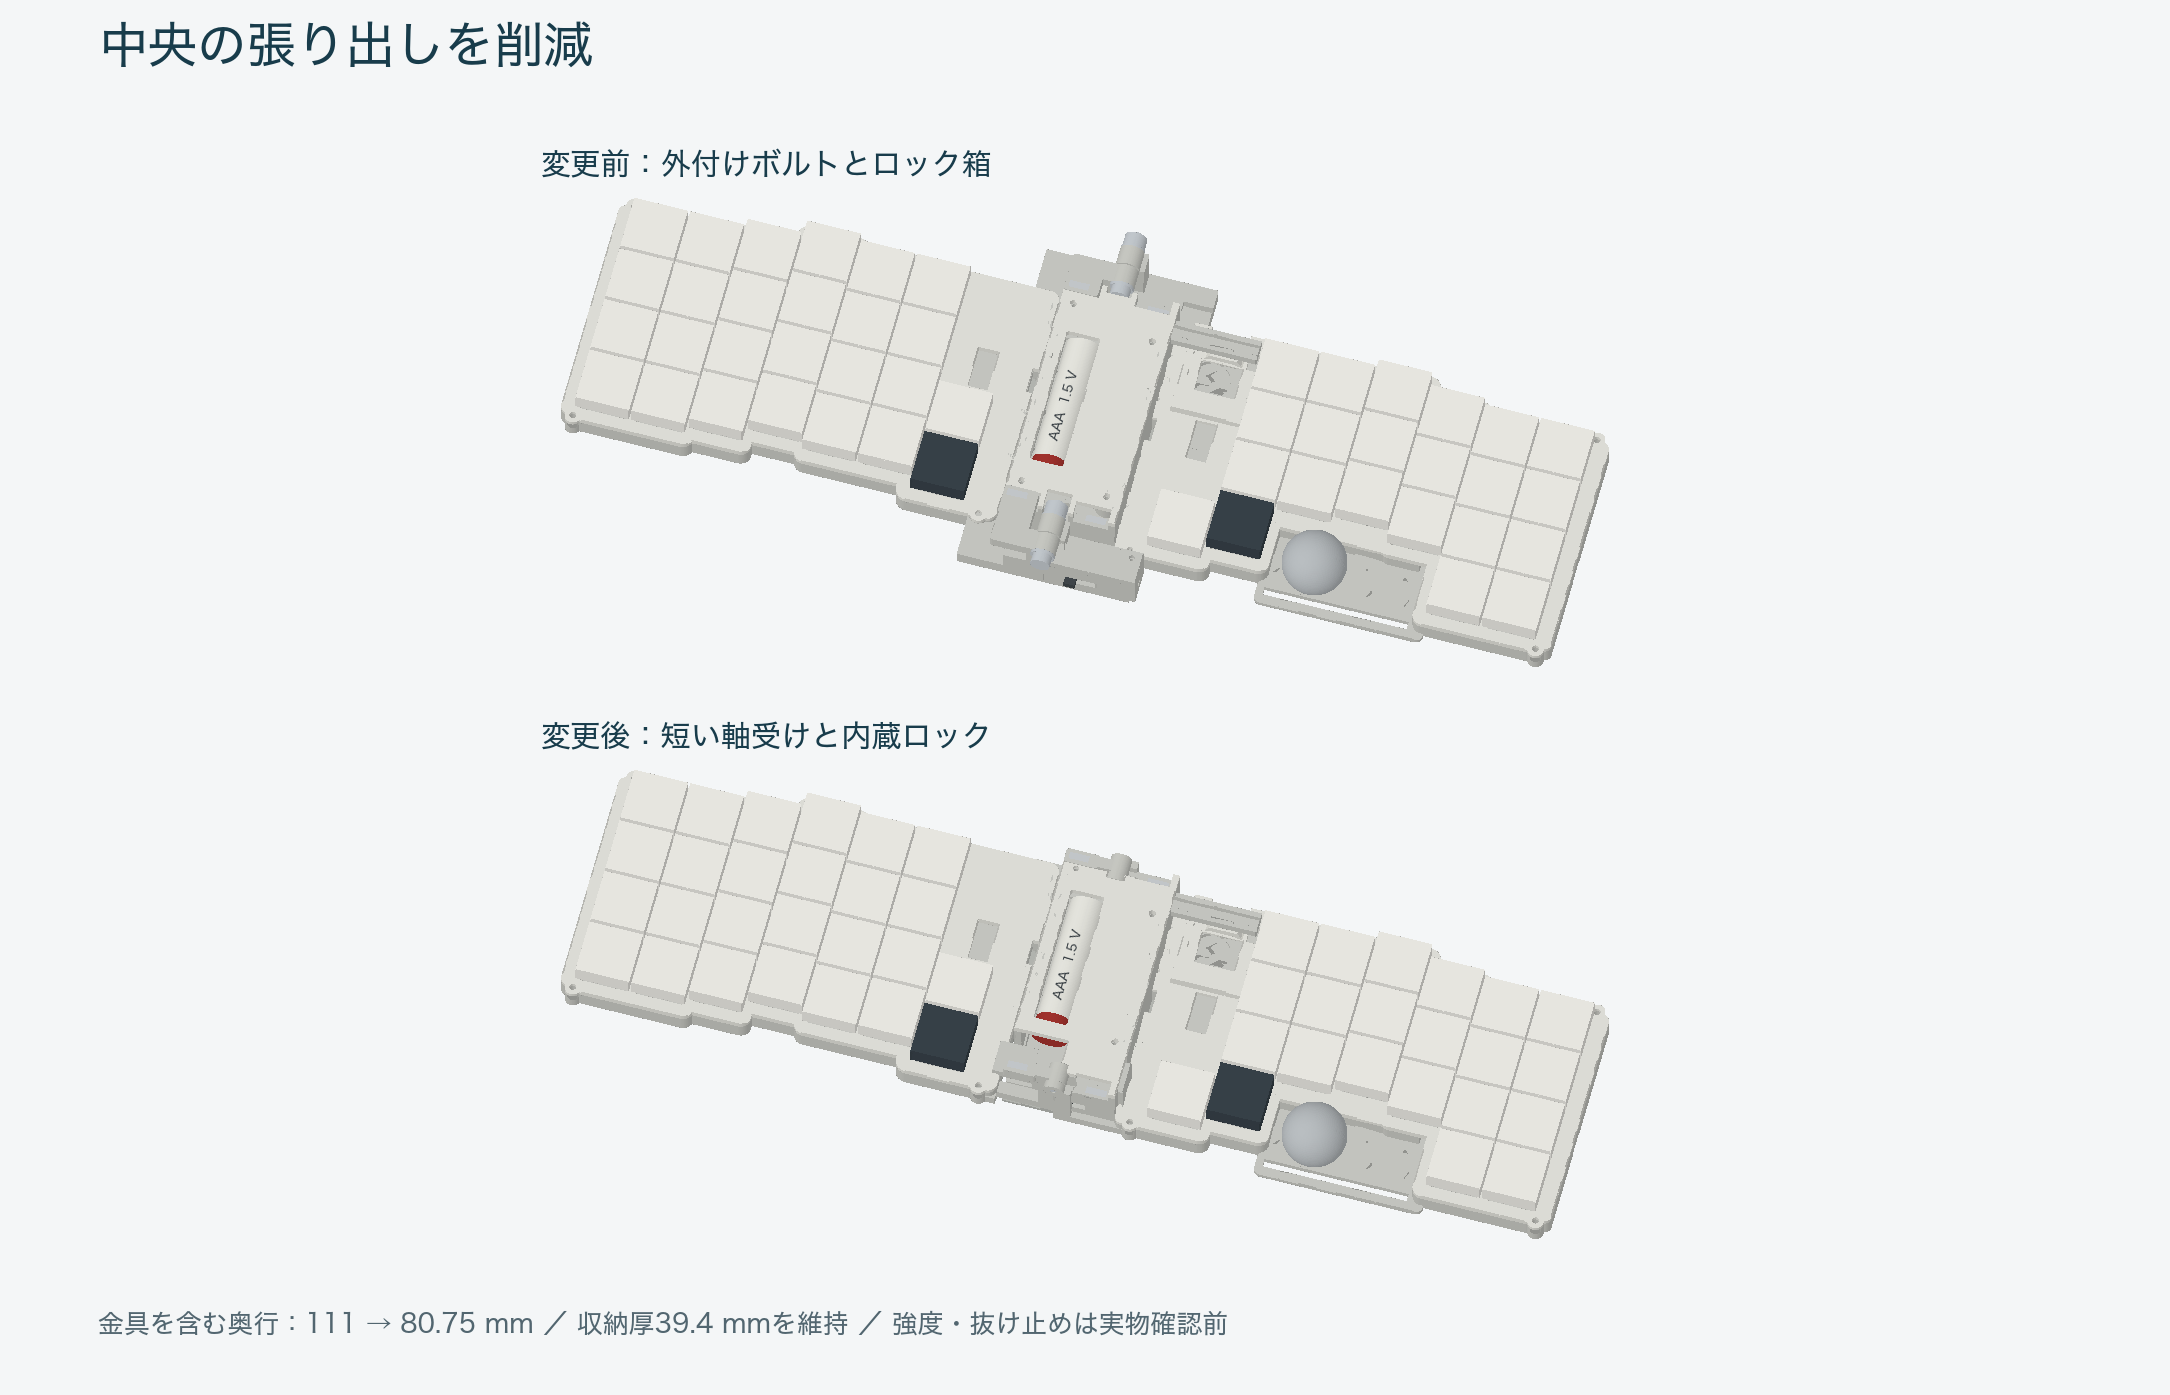 中央の張り出しを削減
変更前：外付けボルトとロック箱
AAA 1.5 V
変更後：短い軸受けと内蔵ロック
AAA 1.5 V
金具を含む奥行：111 → 80.75 mm ／ 収納厚39.4 mmを維持 ／ 強度・抜け止めは実物確認前